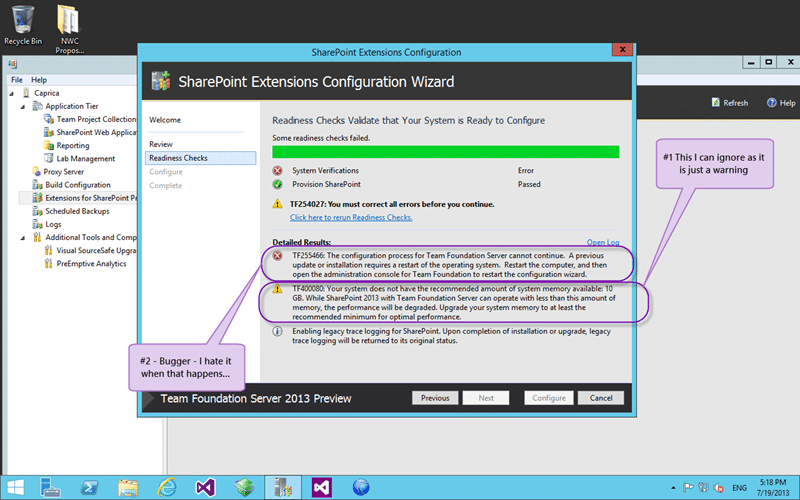 Recycle Bin
NWC
Propos...
SharePoint Extensions Configuration
File Help
Caprica
Application Tier
Team Project Collections
SharePoint Web Applica
Reporting
Lab Management
Proxy Server
Build Configuration
Extensions for SharePoint Pr
Scheduled Backups
Logs
Additional Tools and Comp
Visual SourceSafe Upgra
PreEmptive Analytics
Refresh
Help
SharePoint Extensions Configuration Wizard
Welcome
Review
Readiness Checks
Configure
Complete
Readiness Checks Validate that Your System is Ready to Configure
Some readiness checks failed.
System Verifications Error
Provision SharePoint Passed
TF254027: You must correct all errors before you continue.
Click here to rerun Readiness Checks.
Detailed Results: Open Log
TF255466: The configuration process for Team Foundation Server cannot continue. A previous
update or installation requires a restart of the operating system. Restart the computer, and then
open the administration console for Team Foundation to restart the configuration wizard.
TF400080: Your system does not have the recommended amount of system memory available: 10
GB. While SharePoint 2013 with Team Foundation Server can operate with less than this amount of
memory, the performance will be degraded. Upgrade your system memory to at least the
recommended minimum for optimal performance.
Enabling legacy trace logging for SharePoint. Upon completion of installation or upgrade, legacy
trace logging will be returned to its original status.
#1 This I can ignore as it
is just a warning
#2 - Bugger - I hate it
when that happens...
Team Foundation Server 2013 Preview
Previous
Next
Configure
Cancel
ENG
5:18 PM
7/19/2013